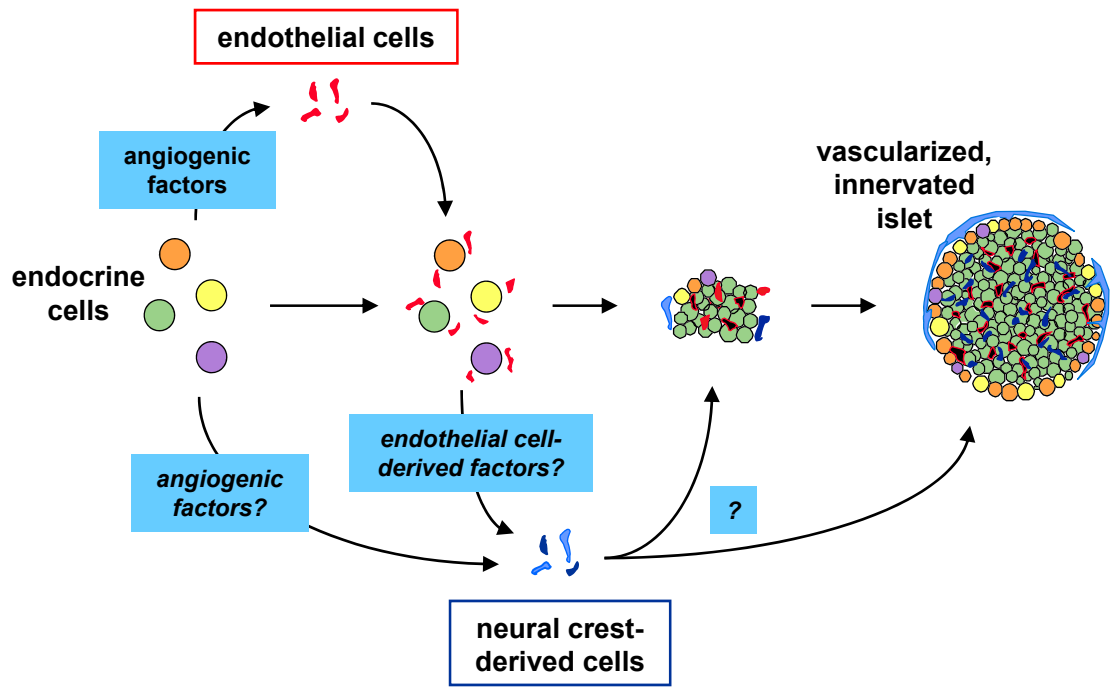 endothelial cells
angiogenic
factors
vascularized,
innervated
islet
endocrine
cells
endothelial cell-
derived factors?
angiogenic
factors?
?
neural crest-
derived cells